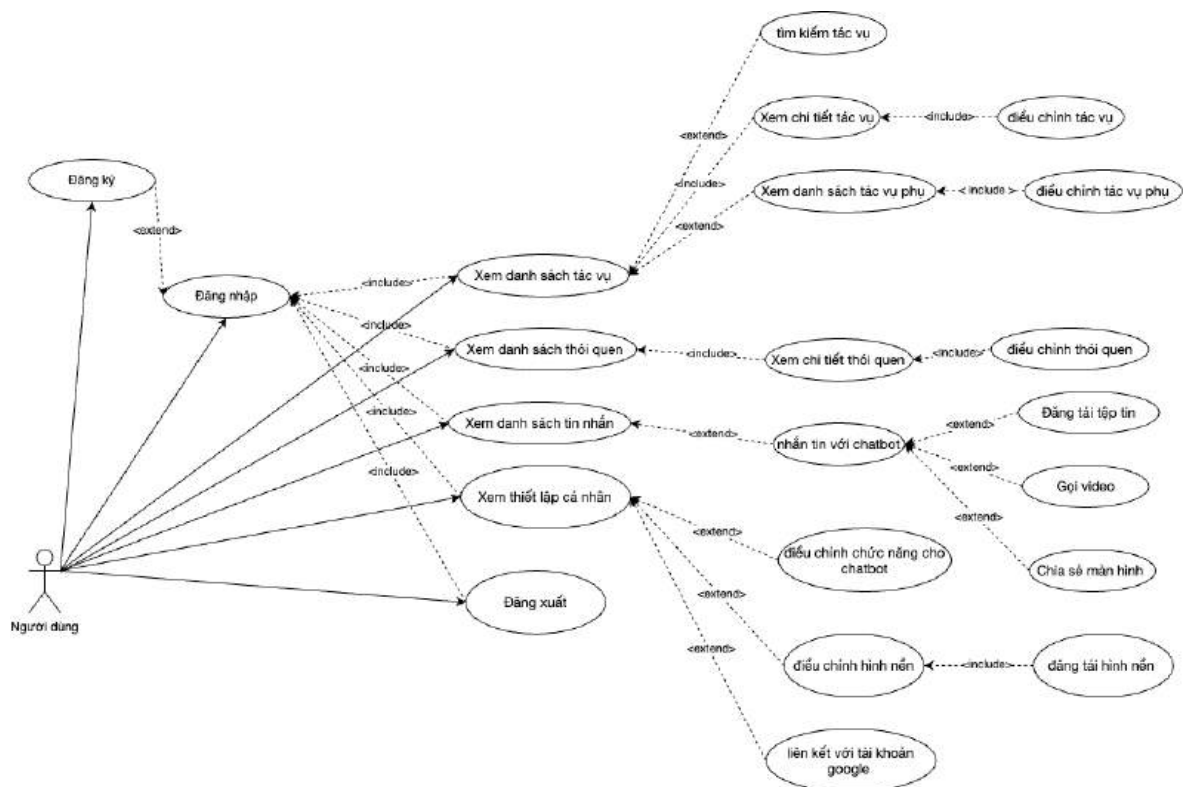 tìm kiếm tác vụ
<extend>
Xem chi tiết tác vụ
<include>
điều chỉnh tác vụ
<include>
Đăng ký
Xem danh sách tác vụ phụ
< include >
điều chỉnh tác vụ phụ
<extend>
<extend>
Xem danh sách tác vụ
<include>
Đăng nhập
<include>
Xem danh sách thói quen
<include>
Xem chi tiết thói quen
<include>
điều chỉnh thói quen
<include>
Đăng tải tệp tin
<include>
Xem danh sách tin nhắn
<extend>
nhắn tin với chatbot
<extend>
<extend>
Gọi video
<include>
Xem thiết lập cá nhân
<extend>
<extend>
điều chỉnh chức năng cho
chatbot
Chia sẻ màn hình
Đăng xuất
<extend>
Người dùng
<extend>
điều chỉnh hình nền
<include>
đăng tải hình nền
liên kết với tài khoản
google